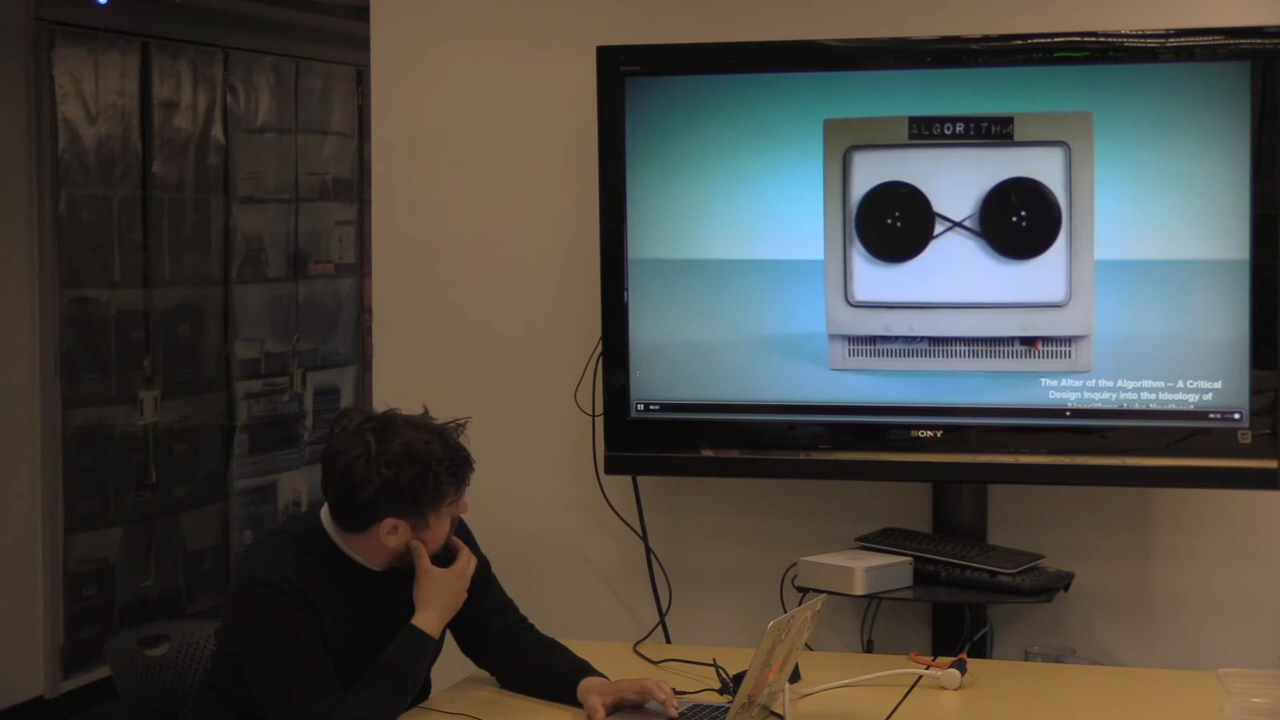 ALGORITHM
The Altar of the Algorithm – A Critical
Design Inquiry into the Ideology of
SONY